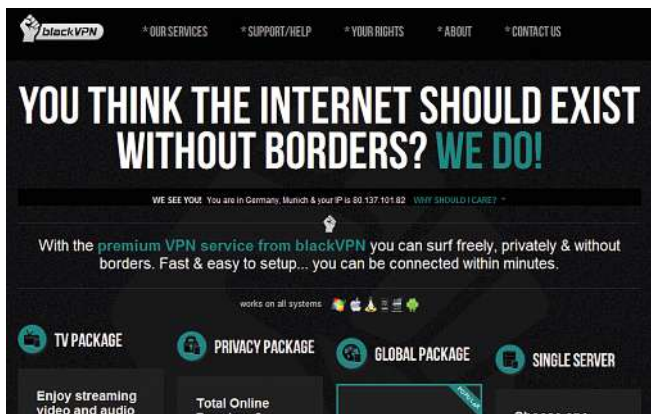 blackVPN
* OUR SERVICES * SUPPORT/HELP * YOUR RIGHTS * ABOUT * CONTACT US
YOU THINK THE INTERNET SHOULD EXIST
WITHOUT BORDERS? WE DO!
WE SEE YOU! You are in Germany, Munich & your IP is 80.137.101.82 WHY SHOULD I CARE?
With the premium VPN service from blackVPN you can surf freely, privately & without
borders. Fast & easy to setup... you can be connected within minutes.
works on all systems
TV PACKAGE PRIVACY PACKAGE GLOBAL PACKAGE SINGLE SERVER
POPULAR
Enjoy streaming
video and audio
Total Online